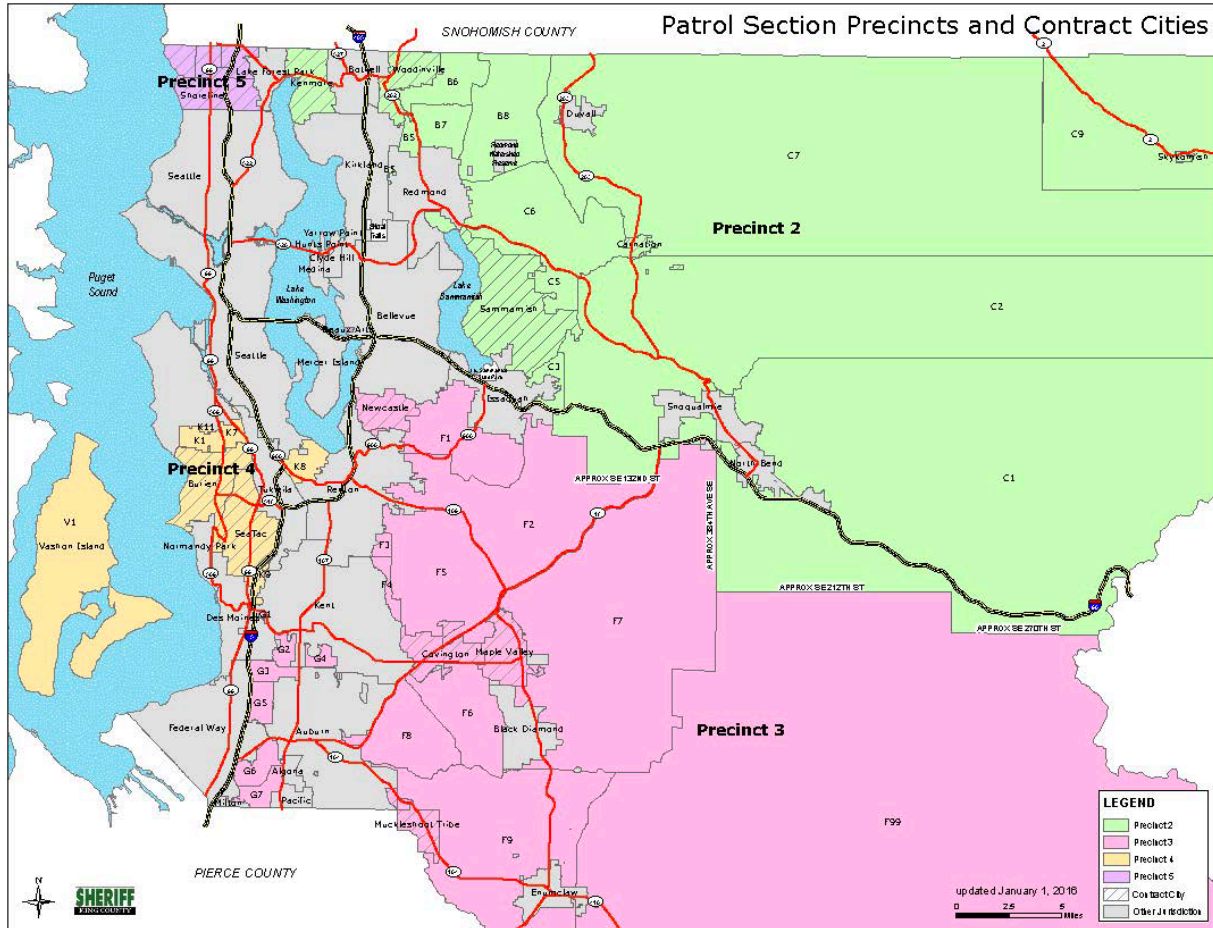 Patrol Section Precincts and Contract Cities
SNOHOMISH COUNTY
Precinct 5
Shoreline
Lake Forest Park
Kenmore
Bothell
Woodinville
B6
B7
B8
B5
Duvall
Redmond
Watershed
Preserve
C7
C9
Skykomish
Seattle
Kirkland
Redmond
C6
Precinct 2
Yarrow Point
Hunts Point
Clyde Hill
Medina
Carnation
Puget
Sound
Lake
Washington
Lake
Sammamish
C5
Sammamish
C2
Bellevue
Beaux Arts
Seattle
Mercer Island
C3
Issaquah
Newcastle
F1
Snoqualmie
North Bend
C1
K11
K1
K7
K8
Precinct 4
Burien
Tukwila
Renton
APPROX SE 132ND ST
APPROX 384TH AVE SE
V1
Vashon Island
SeaTac
Normandy Park
F2
F3
F4
F5
F7
APPROX SE 212TH ST
APPROX SE 270TH ST
Des Moines
Kent
G1
G2
G3
G4
G5
Covington
Maple Valley
Federal Way
Auburn
F6
F8
Black Diamond
Precinct 3
G6
Algona
G7
Milton
Pacific
Muckleshoot Tribe
F9
F99
Enumclaw
PIERCE COUNTY
N
SHERIFF
KING COUNTY
updated January 1, 2016
0 2.5 5
Miles
LEGEND
Precinct 2
Precinct 3
Precinct 4
Precinct 5
Contract City
Other Jurisdiction